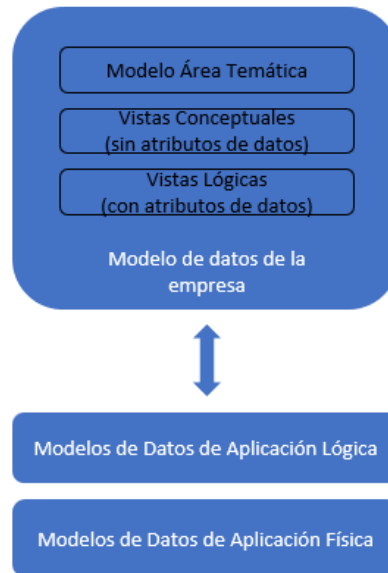 Modelo Área Temática
Vistas Conceptuales
(sin atributos de datos)
Vistas Lógicas
(con atributos de datos)
Modelo de datos de la
empresa
Modelos de Datos de Aplicación Lógica
Modelos de Datos de Aplicación Física